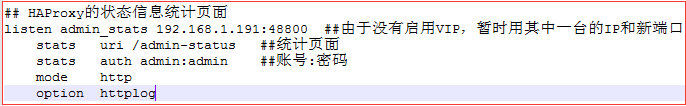 ## HAProxy的状态信息统计页面
listen admin_stats 192.168.1.191:48800  ##由于没有启用VIP，暂时用其中一台的IP和新端口
    stats   uri /admin-status   ##统计页面
    stats   auth admin:admin    ##账号:密码
    mode    http
    option  httplog